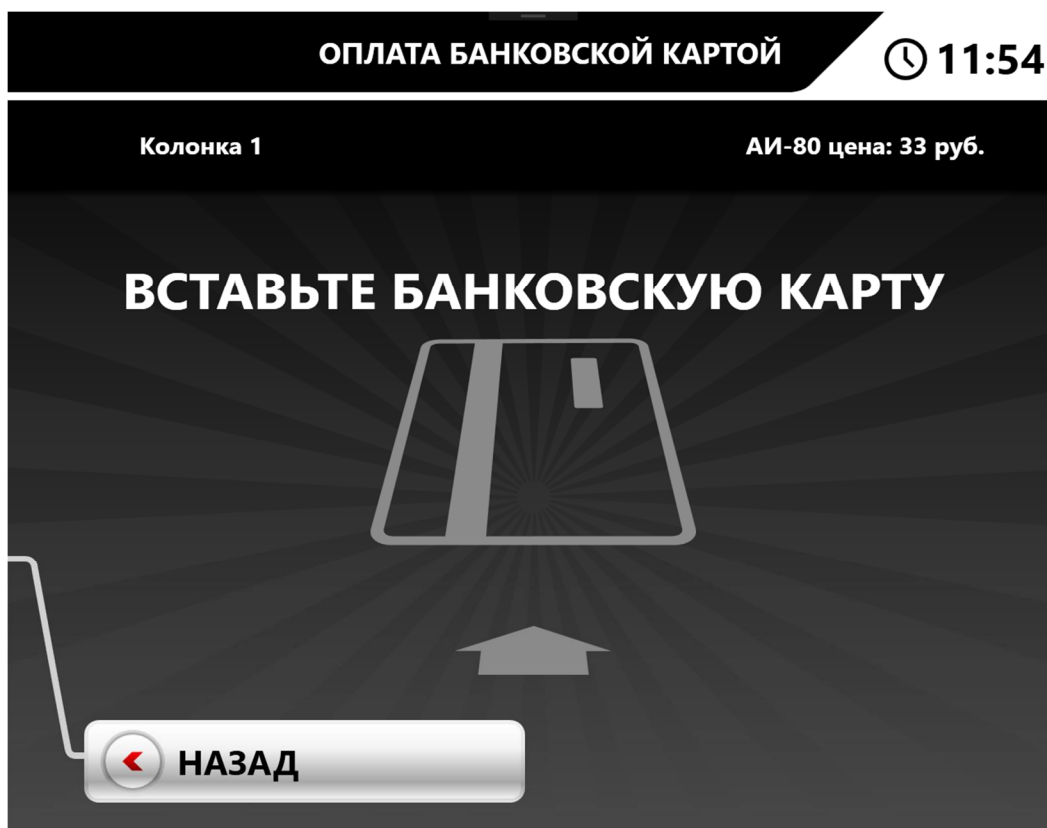 ОПЛАТА БАНКОВСКОЙ КАРТОЙ
11:54
Колонка 1
АИ-80 цена: 33 руб.
ВСТАВЬТЕ БАНКОВСКУЮ КАРТУ
НАЗАД